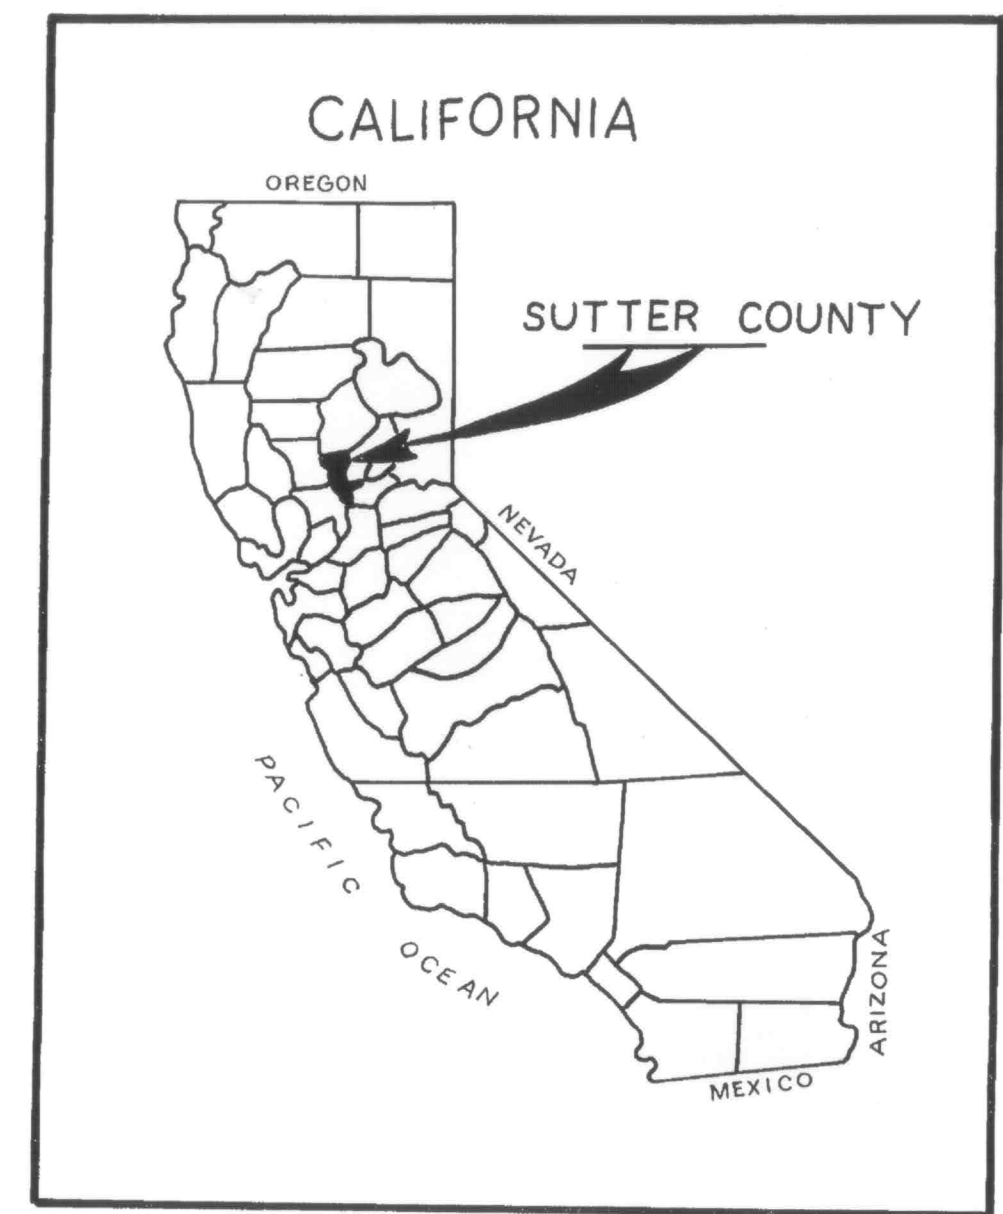 CALIFORNIA
OREGON
SUTTER COUNTY
NEVADA
PACIFIC
OCEAN
ARIZONA
MEXICO